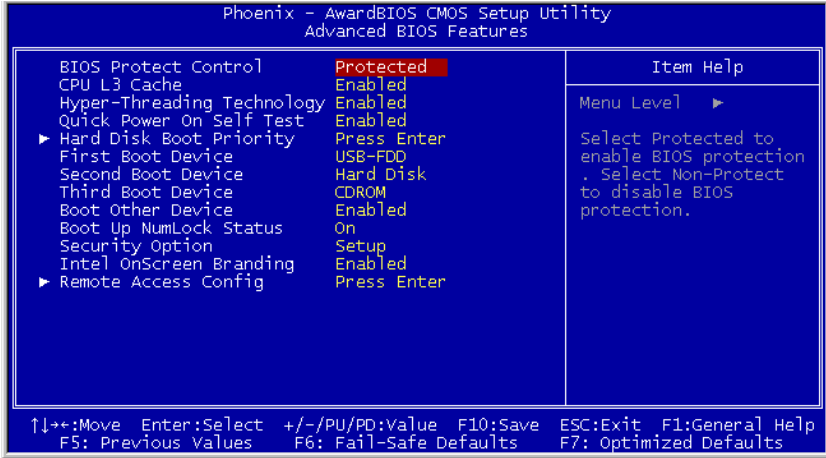 Phoenix - AwardBIOS CMOS Setup Utility
Advanced BIOS Features
BIOS Protect Control Protected
CPU L3 Cache Enabled
Hyper-Threading Technology Enabled
Quick Power On Self Test Enabled
► Hard Disk Boot Priority Press Enter
First Boot Device USB-FDD
Second Boot Device Hard Disk
Third Boot Device CDROM
Boot Other Device Enabled
Boot Up NumLock Status On
Security Option Setup
Intel OnScreen Branding Enabled
► Remote Access Config Press Enter
Item Help
Menu Level ►
Select Protected to
enable BIOS protection
. Select Non-Protect
to disable BIOS
protection.
↑↓→←:Move Enter:Select +/-/PU/PD:Value F10:Save ESC:Exit F1:General Help
F5: Previous Values F6: Fail-Safe Defaults F7: Optimized Defaults